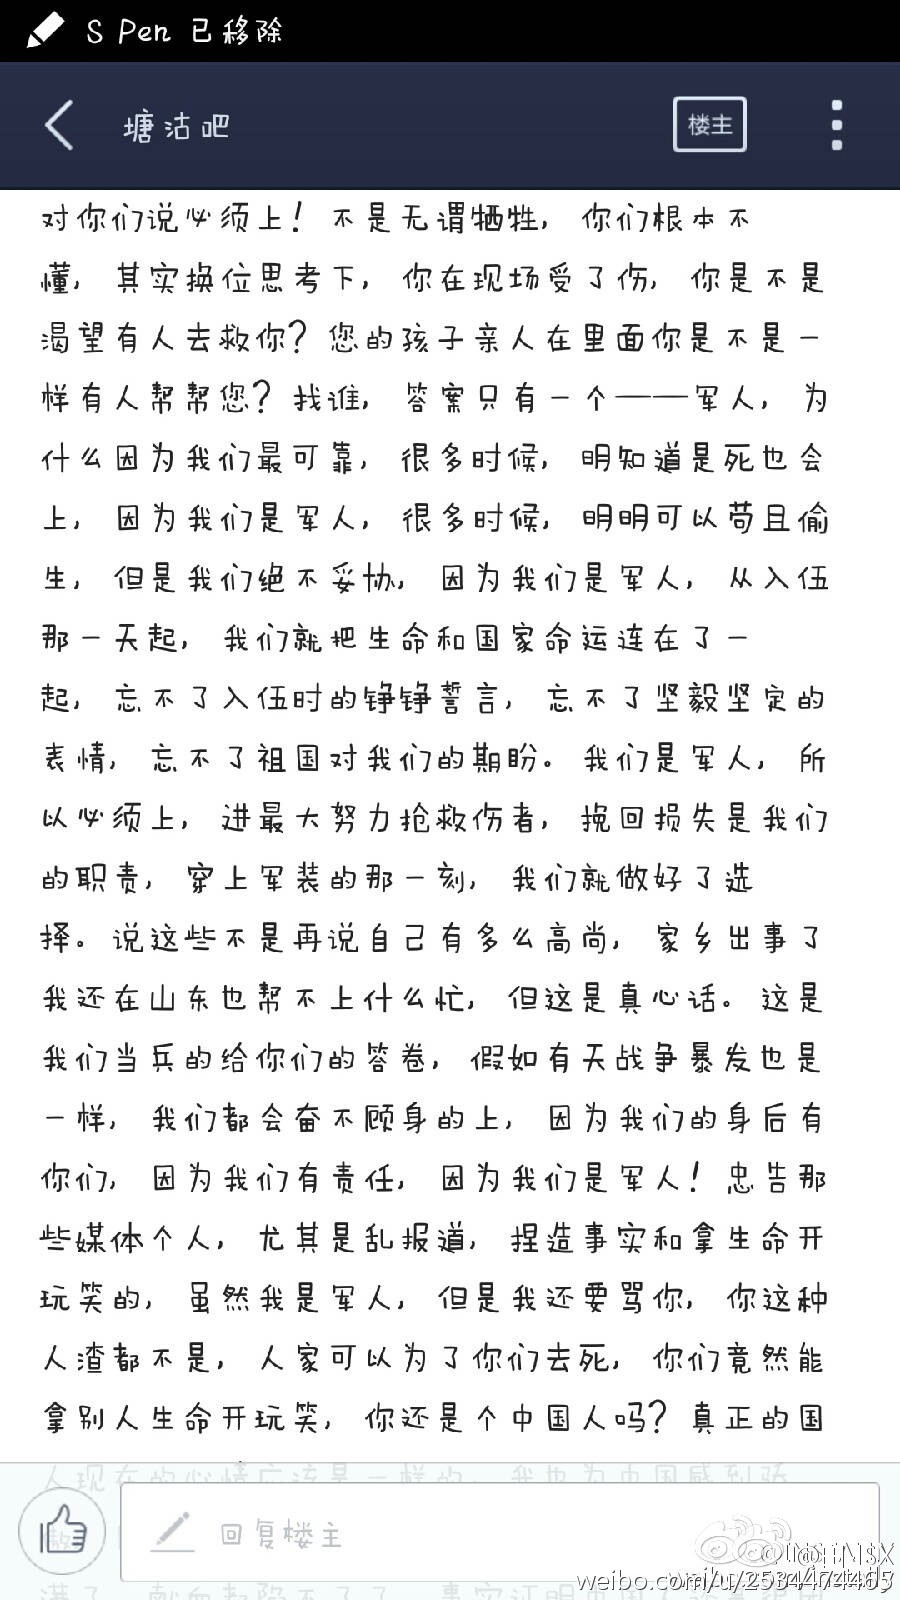 S Pen 已移除
塘沽吧
楼主
对你们说必须上！不是无谓牺牲，你们根本不
懂，其实换位思考下，你在现场受了伤，你是不是
渴望有人去救你？您的孩子亲人在里面你是不是一
样有人帮帮您？找谁，答案只有一个——军人，为
什么因为我们最可靠，很多时候，明知道是死也会
上，因为我们是军人，很多时候，明明可以苟且偷
生，但是我们绝不妥协，因为我们是军人，从入伍
那一天起，我们就把生命和国家命运连在了一
起，忘不了入伍时的铮铮誓言，忘不了坚毅坚定的
表情，忘不了祖国对我们的期盼。我们是军人，所
以必须上，进最大努力抢救伤者，挽回损失是我们
的职责，穿上军装的那一刻，我们就做好了选
择。说这些不是再说自己有多么高尚，家乡出事了
我还在山东也帮不上什么忙，但这是真心话。这是
我们当兵的给你们的答卷，假如有天战争暴发也是
一样，我们都会奋不顾身的上，因为我们的身后有
你们，因为我们有责任，因为我们是军人！忠告那
些媒体个人，尤其是乱报道，捏造事实和拿生命开
玩笑的，虽然我是军人，但是我还要骂你，你这种
人渣都不是，人家可以为了你们去死，你们竟然能
拿别人生命开玩笑，你还是个中国人吗？真正的国
人现在的心情应该是一样的，我也为中国感到骄
傲
回复楼主